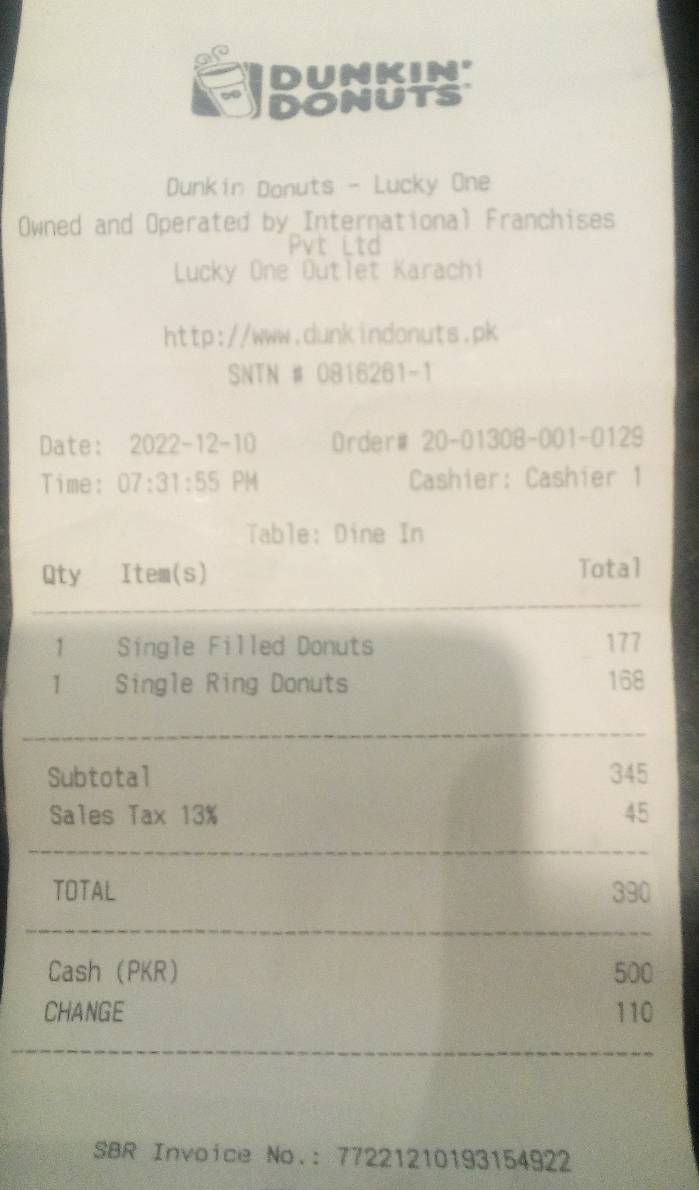 DUNKIN'
DONUTS
Dunkin Donuts - Lucky One
Owned and Operated by International Franchises
Pvt Ltd
Lucky One Outlet Karachi
http://www.dunkindonuts.pk
SNTN # 0816261-1
Date: 2022-12-10 Order# 20-01308-001-0129
Time: 07:31:55 PM Cashier: Cashier 1
Table: Dine In
Qty Item(s) Total
1 Single Filled Donuts 177
1 Single Ring Donuts 168
Subtotal 345
Sales Tax 13% 45
TOTAL 390
Cash (PKR) 500
CHANGE 110
SBR Invoice No.: 77221210193154922